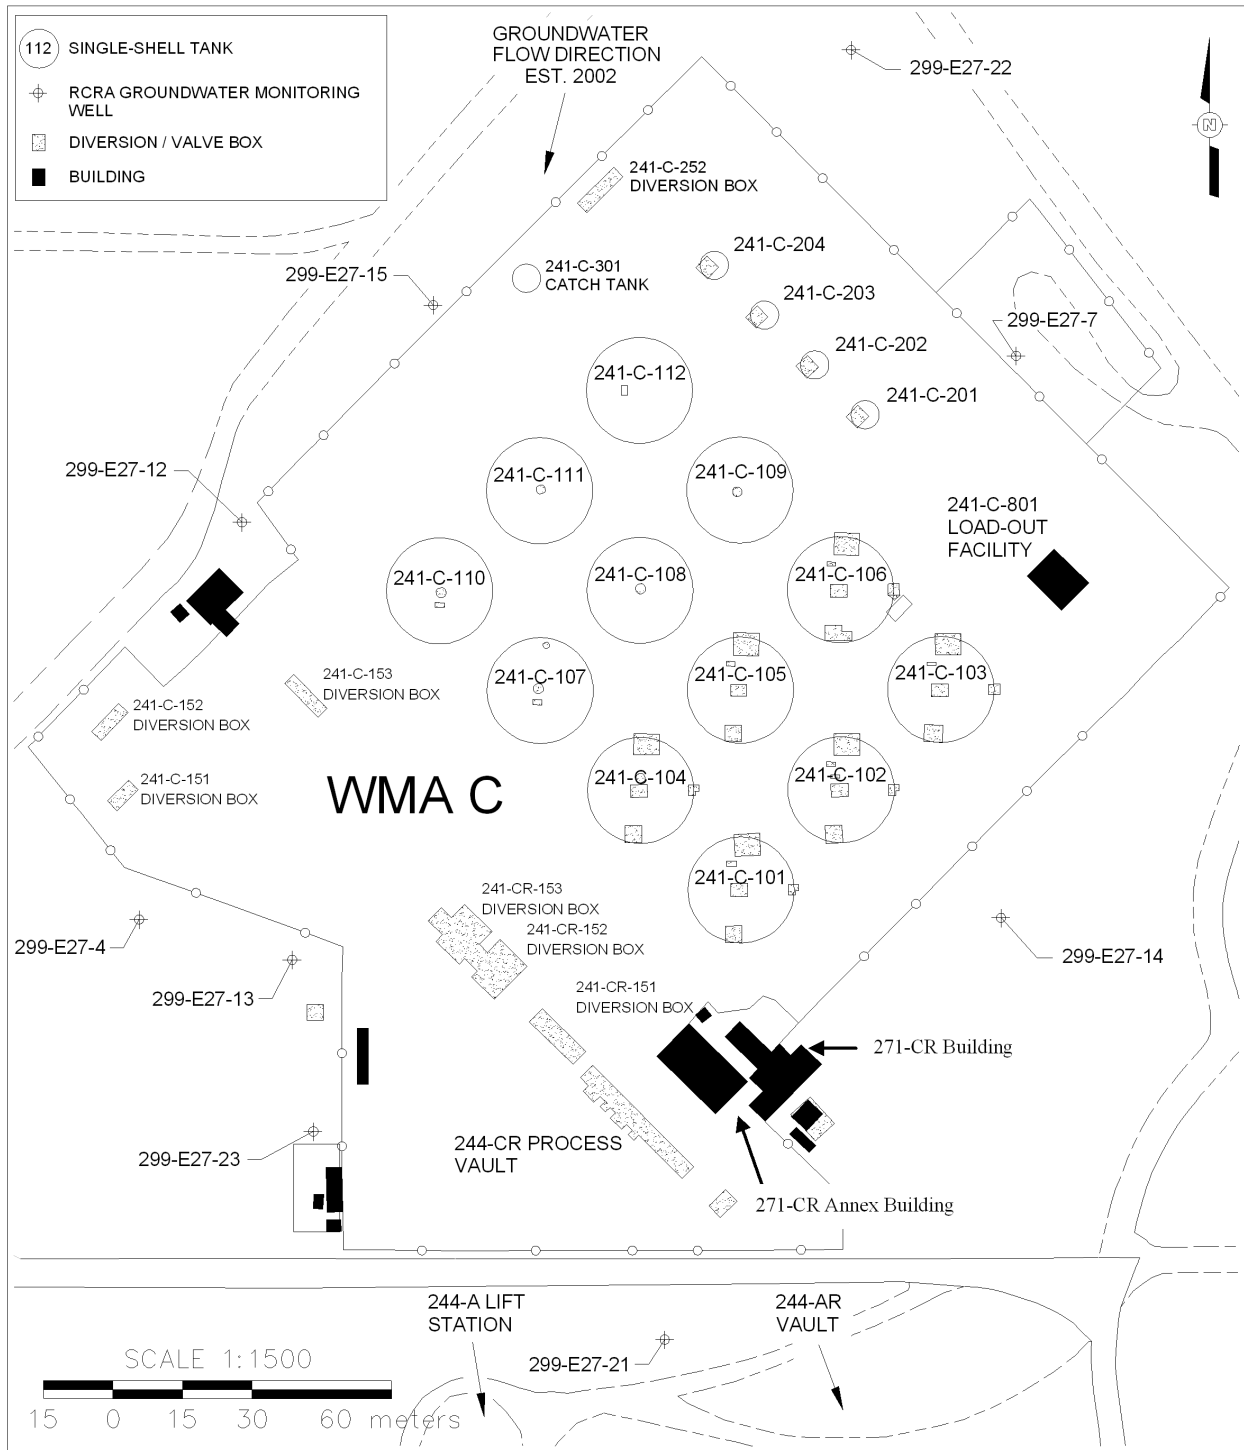 112 SINGLE-SHELL TANK
RCRA GROUNDWATER MONITORING
WELL
DIVERSION / VALVE BOX
BUILDING
GROUNDWATER
FLOW DIRECTION
EST. 2002
299-E27-22
N
241-C-252
DIVERSION BOX
241-C-204
299-E27-15
241-C-301
CATCH TANK
241-C-203
299-E27-7
241-C-202
241-C-112
241-C-201
299-E27-12
241-C-111
241-C-109
241-C-801
LOAD-OUT
FACILITY
241-C-110
241-C-108
241-C-106
241-C-153
DIVERSION BOX
241-C-107
241-C-105
241-C-103
241-C-152
DIVERSION BOX
241-C-151
DIVERSION BOX
WMA C
241-C-104
241-C-102
241-C-101
241-CR-153
DIVERSION BOX
241-CR-152
DIVERSION BOX
299-E27-4
299-E27-14
299-E27-13
241-CR-151
DIVERSION BOX
271-CR Building
244-CR PROCESS
VAULT
299-E27-23
271-CR Annex Building
244-A LIFT
STATION
244-AR
VAULT
299-E27-21
SCALE 1:1500
15 0 15 30 60 meters